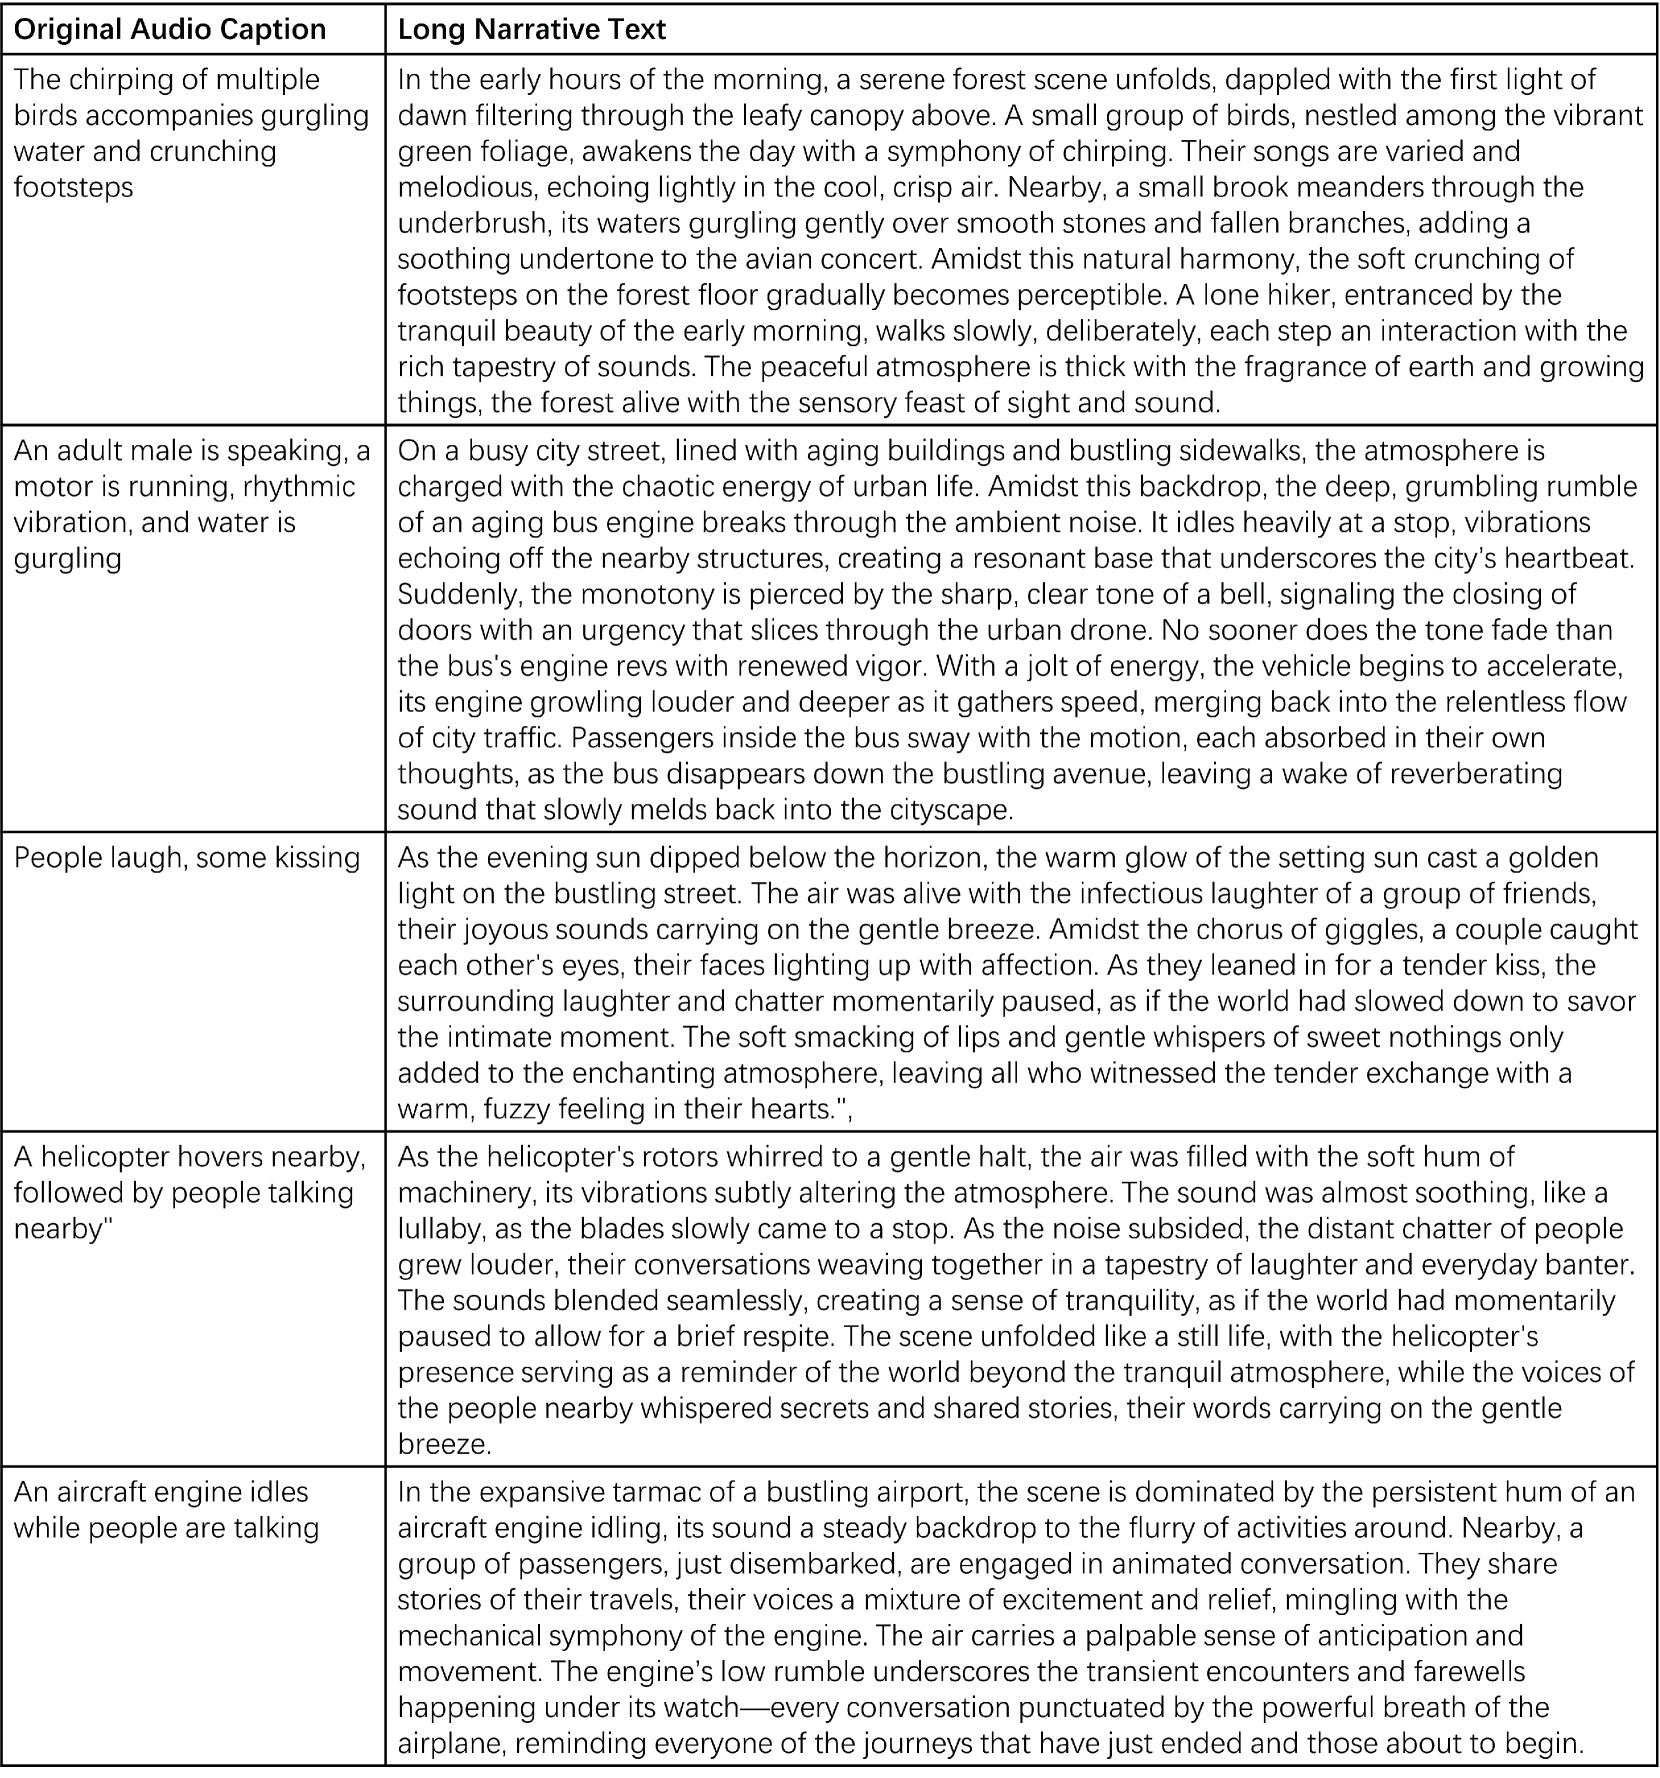 Original Audio Caption
Long Narrative Text
The chirping of multiple
birds accompanies gurgling
water and crunching
footsteps
In the early hours of the morning, a serene forest scene unfolds, dappled with the first light of
dawn filtering through the leafy canopy above. A small group of birds, nestled among the vibrant
green foliage, awakens the day with a symphony of chirping. Their songs are varied and
melodious, echoing lightly in the cool, crisp air. Nearby, a small brook meanders through the
underbrush, its waters gurgling gently over smooth stones and fallen branches, adding a
soothing undertone to the avian concert. Amidst this natural harmony, the soft crunching of
footsteps on the forest floor gradually becomes perceptible. A lone hiker, entranced by the
tranquil beauty of the early morning, walks slowly, deliberately, each step an interaction with the
rich tapestry of sounds. The peaceful atmosphere is thick with the fragrance of earth and growing
things, the forest alive with the sensory feast of sight and sound.
An adult male is speaking, a
motor is running, rhythmic
vibration, and water is
gurgling
On a busy city street, lined with aging buildings and bustling sidewalks, the atmosphere is
charged with the chaotic energy of urban life. Amidst this backdrop, the deep, grumbling rumble
of an aging bus engine breaks through the ambient noise. It idles heavily at a stop, vibrations
echoing off the nearby structures, creating a resonant base that underscores the city’s heartbeat.
Suddenly, the monotony is pierced by the sharp, clear tone of a bell, signaling the closing of
doors with an urgency that slices through the urban drone. No sooner does the tone fade than
the bus's engine revs with renewed vigor. With a jolt of energy, the vehicle begins to accelerate,
its engine growling louder and deeper as it gathers speed, merging back into the relentless flow
of city traffic. Passengers inside the bus sway with the motion, each absorbed in their own
thoughts, as the bus disappears down the bustling avenue, leaving a wake of reverberating
sound that slowly melds back into the cityscape.
People laugh, some kissing
As the evening sun dipped below the horizon, the warm glow of the setting sun cast a golden
light on the bustling street. The air was alive with the infectious laughter of a group of friends,
their joyous sounds carrying on the gentle breeze. Amidst the chorus of giggles, a couple caught
each other's eyes, their faces lighting up with affection. As they leaned in for a tender kiss, the
surrounding laughter and chatter momentarily paused, as if the world had slowed down to savor
the intimate moment. The soft smacking of lips and gentle whispers of sweet nothings only
added to the enchanting atmosphere, leaving all who witnessed the tender exchange with a
warm, fuzzy feeling in their hearts.",
A helicopter hovers nearby,
followed by people talking
nearby"
As the helicopter's rotors whirred to a gentle halt, the air was filled with the soft hum of
machinery, its vibrations subtly altering the atmosphere. The sound was almost soothing, like a
lullaby, as the blades slowly came to a stop. As the noise subsided, the distant chatter of people
grew louder, their conversations weaving together in a tapestry of laughter and everyday banter.
The sounds blended seamlessly, creating a sense of tranquility, as if the world had momentarily
paused to allow for a brief respite. The scene unfolded like a still life, with the helicopter's
presence serving as a reminder of the world beyond the tranquil atmosphere, while the voices of
the people nearby whispered secrets and shared stories, their words carrying on the gentle
breeze.
An aircraft engine idles
while people are talking
In the expansive tarmac of a bustling airport, the scene is dominated by the persistent hum of an
aircraft engine idling, its sound a steady backdrop to the flurry of activities around. Nearby, a
group of passengers, just disembarked, are engaged in animated conversation. They share
stories of their travels, their voices a mixture of excitement and relief, mingling with the
mechanical symphony of the engine. The air carries a palpable sense of anticipation and
movement. The engine’s low rumble underscores the transient encounters and farewells
happening under its watch—every conversation punctuated by the powerful breath of the
airplane, reminding everyone of the journeys that have just ended and those about to begin.